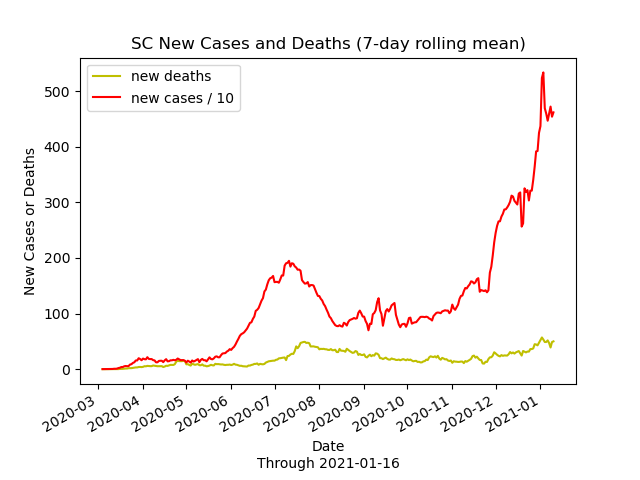 SC New Cases and Deaths (7-day rolling mean)
new deaths
new cases / 10
500
400
300
200
100
0
New Cases or Deaths
2020-03
2020-04
2020-05
2020-06
2020-07
2020-08
2020-09
2020-10
2020-11
2020-12
2021-01
Date
Through 2021-01-16